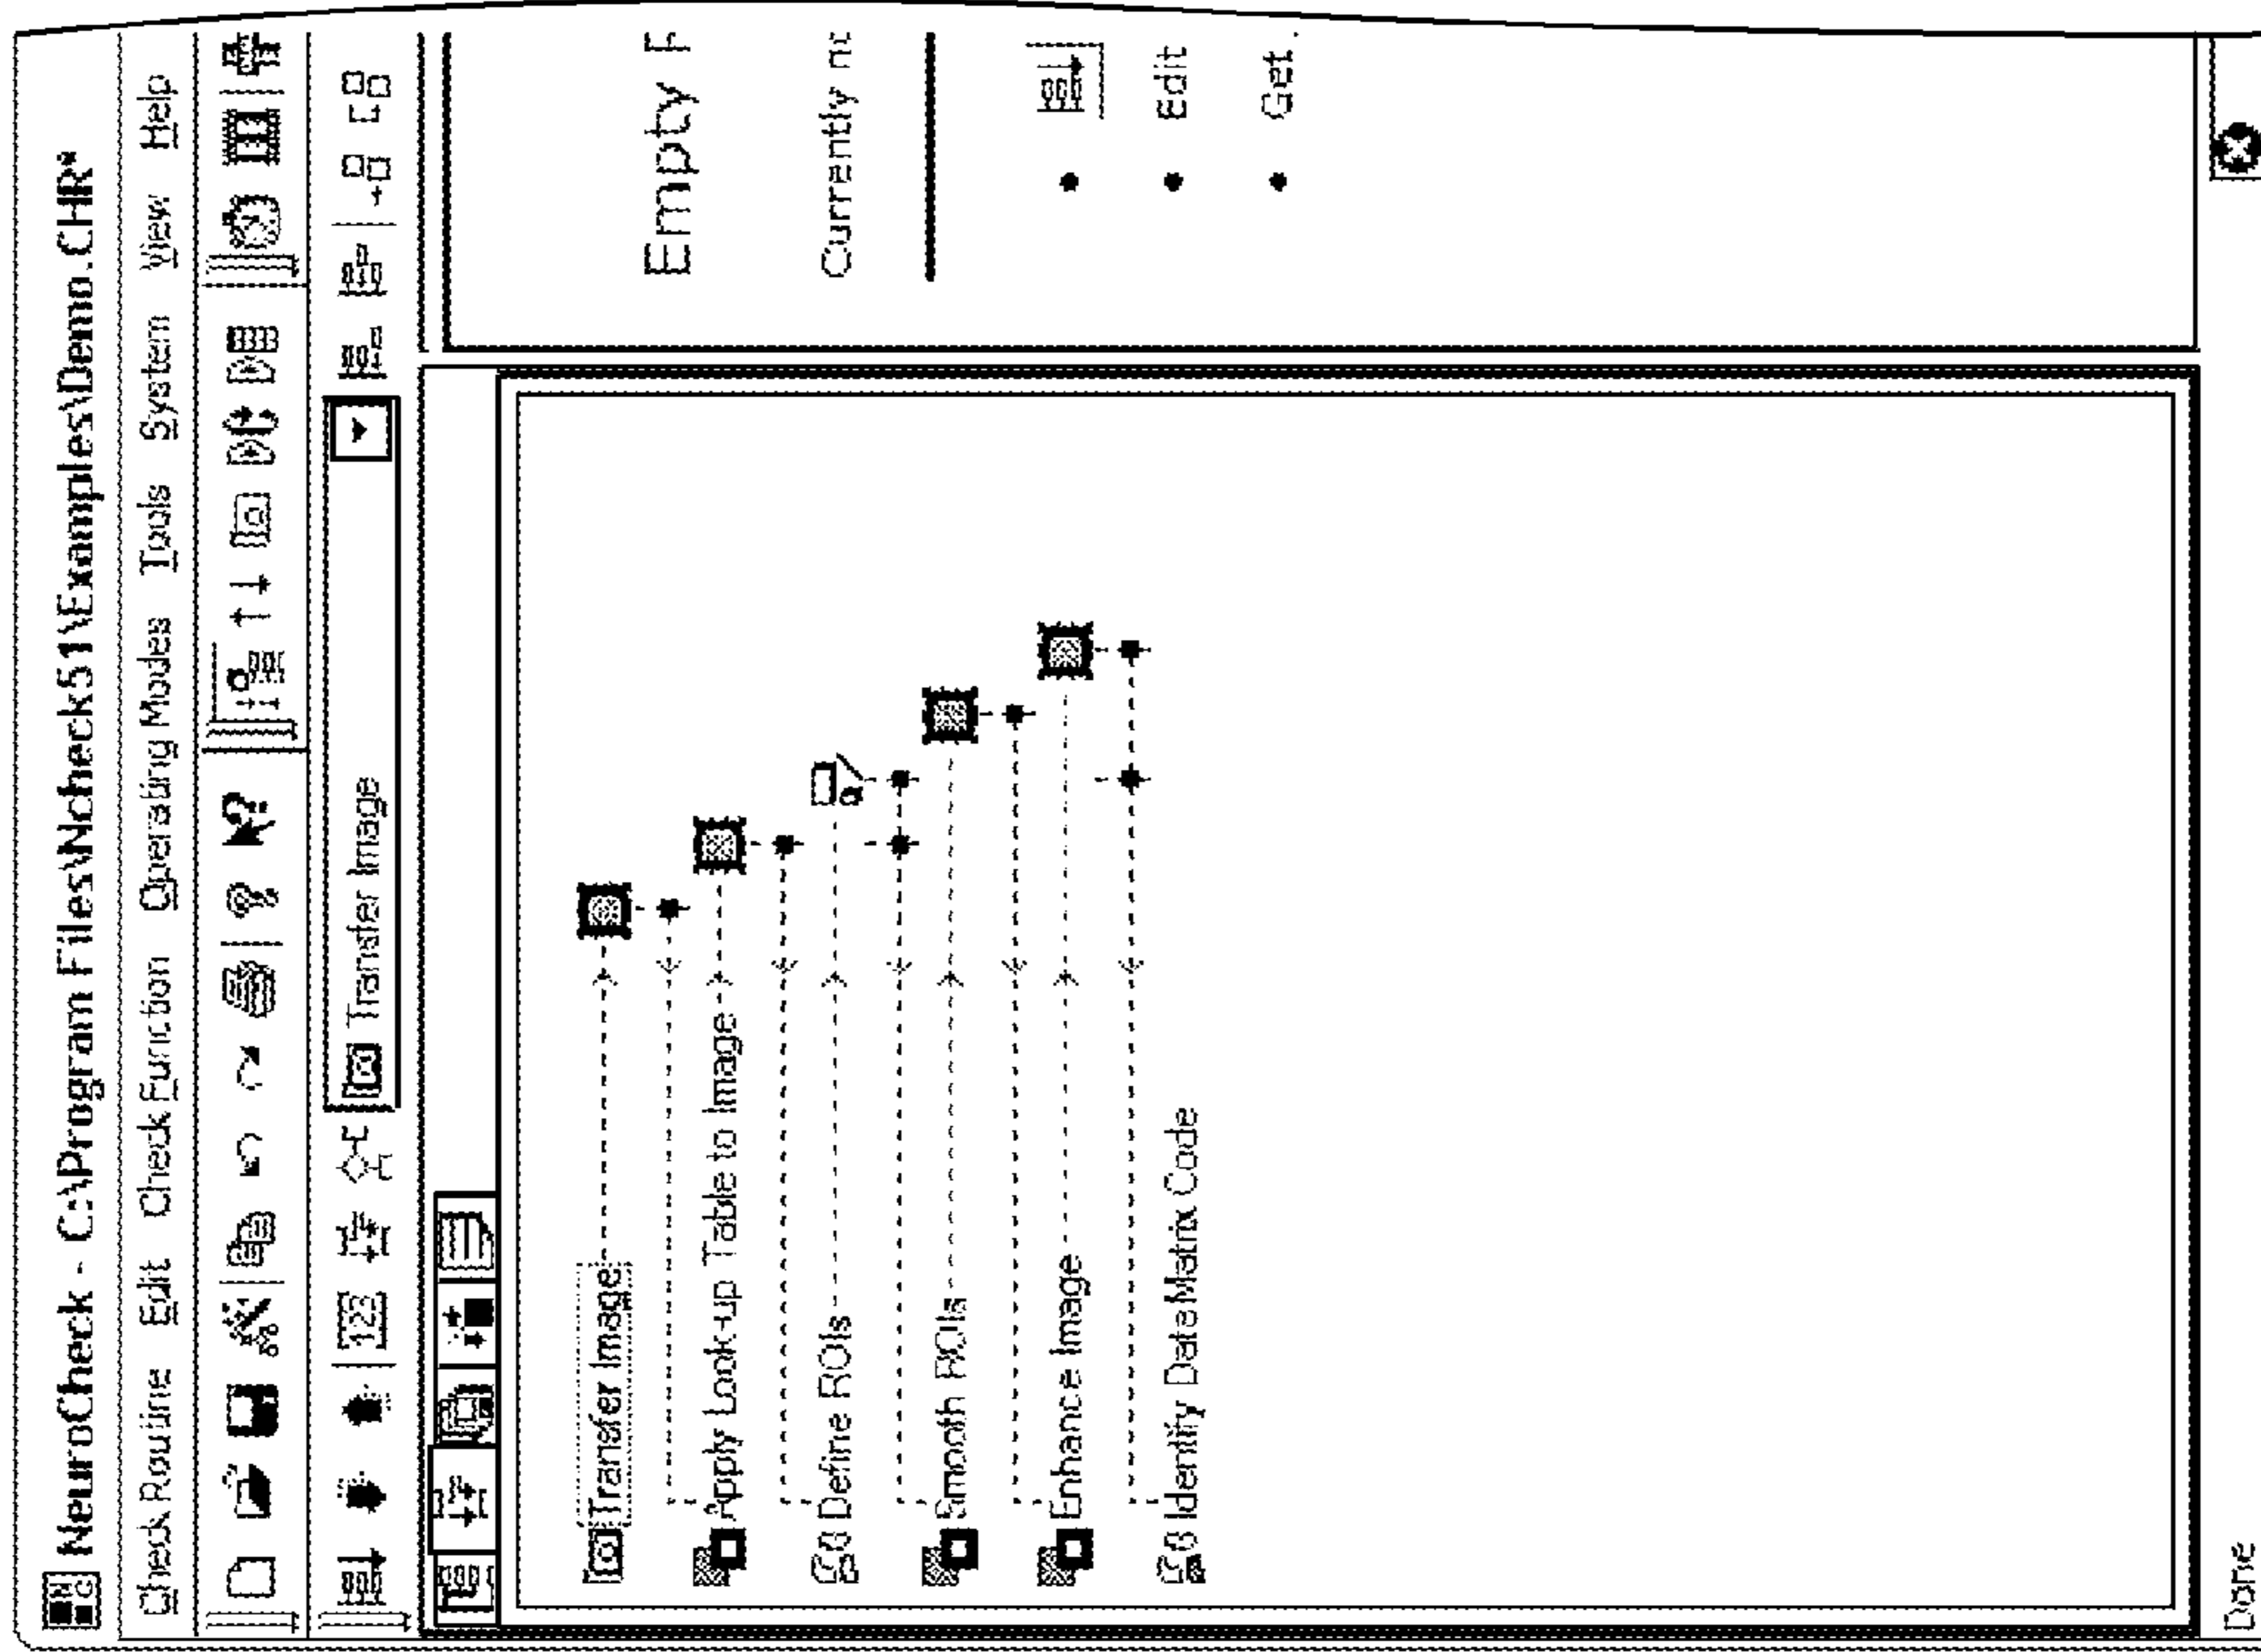 NeuroCheck - C:\Program Files\Ncheck51\Examples\Demo.CHR*
Check Routine Edit Check Function Operating Modes Tools System View Help
123 Transfer Image
Transfer Image
Apply Look-up Table to Image
Define ROIs
Smooth ROIs
Enhance Image
Identify DataMatrix Code
Empty
Currently
• Edit
• Get
Done